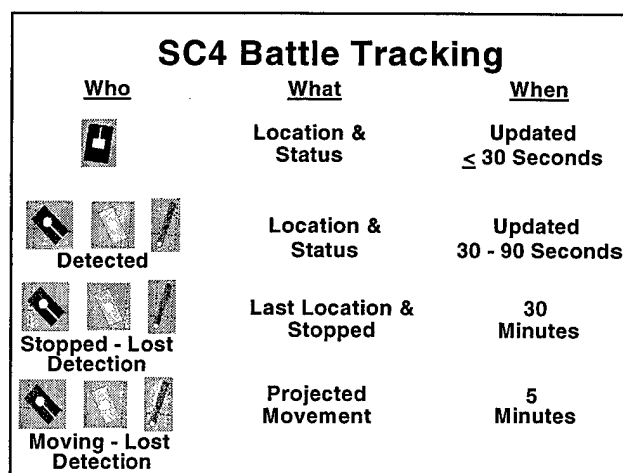 SC4 Battle Tracking
Who What When
Location & Status
Updated ≤ 30 Seconds
Detected
Location & Status
Updated 30 - 90 Seconds
Stopped - Lost Detection
Last Location & Stopped
30 Minutes
Moving - Lost Detection
Projected Movement
5 Minutes